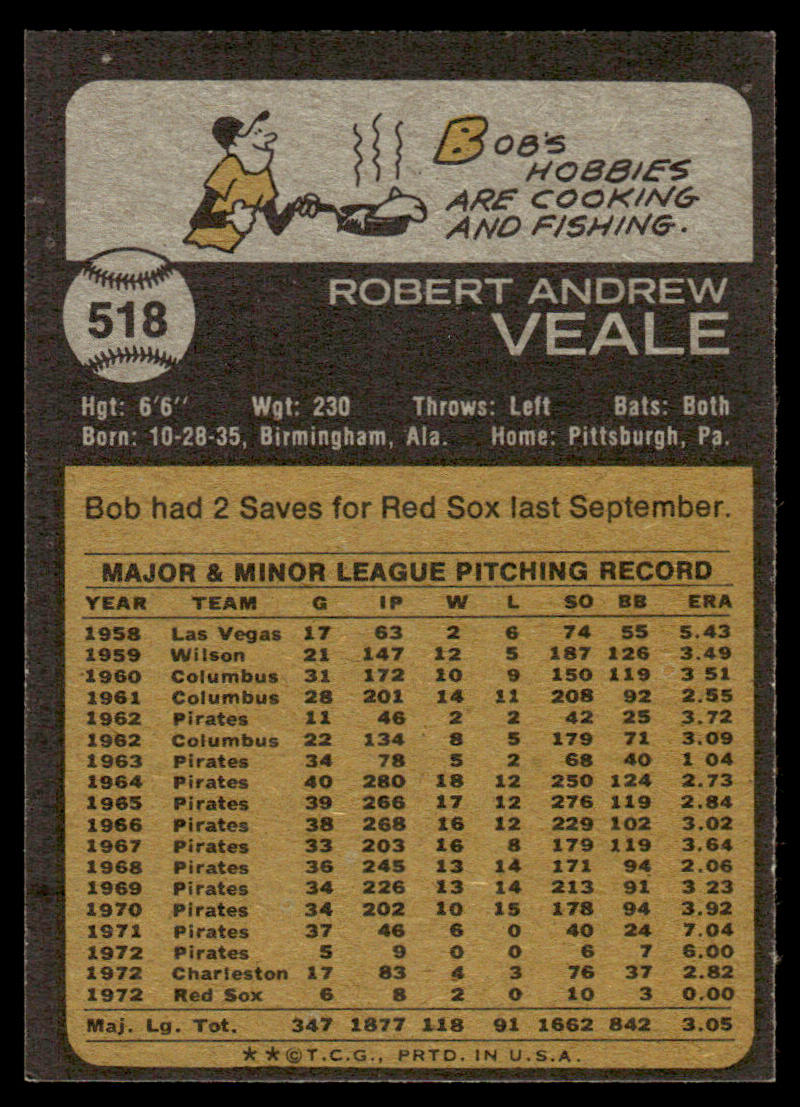 BOB'S
HOBBIES
ARE COOKING
AND FISHING.
518
ROBERT ANDREW
VEALE
Hgt: 6'6" Wgt: 230 Throws: Left Bats: Both
Born: 10-28-35, Birmingham, Ala. Home: Pittsburgh, Pa.
Bob had 2 Saves for Red Sox last September.
MAJOR & MINOR LEAGUE PITCHING RECORD
YEAR TEAM G IP W L SO BB ERA
1958 Las Vegas 17 63 2 6 74 55 5.43
1959 Wilson 21 147 12 5 187 126 3.49
1960 Columbus 31 172 10 9 150 119 3 51
1961 Columbus 28 201 14 11 208 92 2.55
1962 Pirates 11 46 2 2 42 25 3.72
1962 Columbus 22 134 8 5 179 71 3.09
1963 Pirates 34 78 5 2 68 40 1 04
1964 Pirates 40 280 18 12 250 124 2.73
1965 Pirates 39 266 17 12 276 119 2.84
1966 Pirates 38 268 16 12 229 102 3.02
1967 Pirates 33 203 16 8 179 119 3.64
1968 Pirates 36 245 13 14 171 94 2.06
1969 Pirates 34 226 13 14 213 91 3 23
1970 Pirates 34 202 10 15 178 94 3.92
1971 Pirates 37 46 6 0 40 24 7.04
1972 Pirates 5 9 0 0 6 7 6.00
1972 Charleston 17 83 4 3 76 37 2.82
1972 Red Sox 6 8 2 0 10 3 0.00
Maj. Lg. Tot. 347 1877 118 91 1662 842 3.05
★ ★ © T.C.G., PRTD. IN U.S.A.